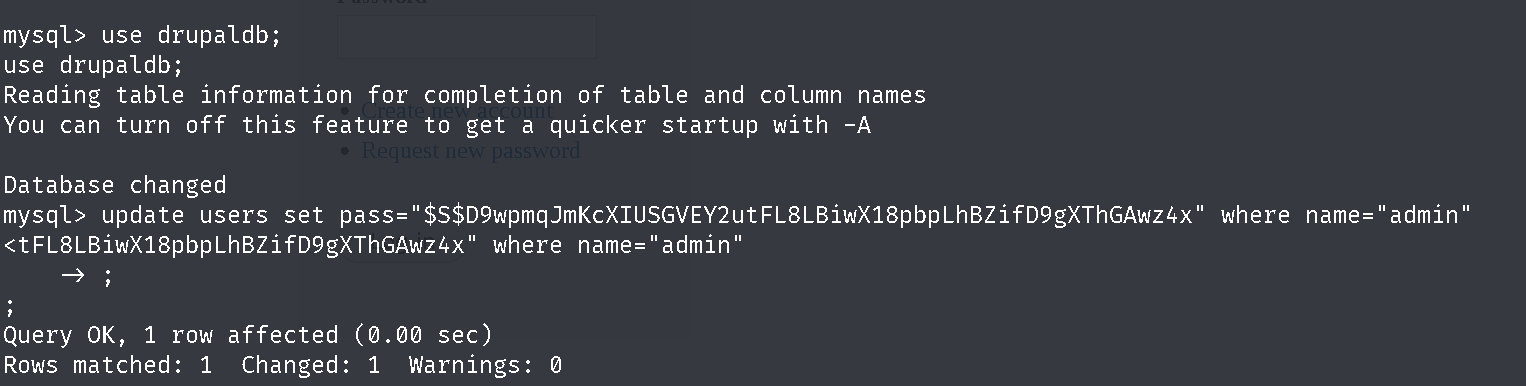 Password
mysql> use drupaldb;
use drupaldb;
Reading table information for completion of table and column names
Create new account
You can turn off this feature to get a quicker startup with -A
Request new password
Database changed
mysql> update users set pass="$S$D9wpmqJmKcXIUSGVEY2utFL8LBiwX18pbpLhBZifD9gXThGAwz4x" where name="admin"
<tFL8LBiwX18pbpLhBZifD9gXThGAwz4x" where name="admin"
-> ;
;
Query OK, 1 row affected (0.00 sec)
Rows matched: 1  Changed: 1  Warnings: 0